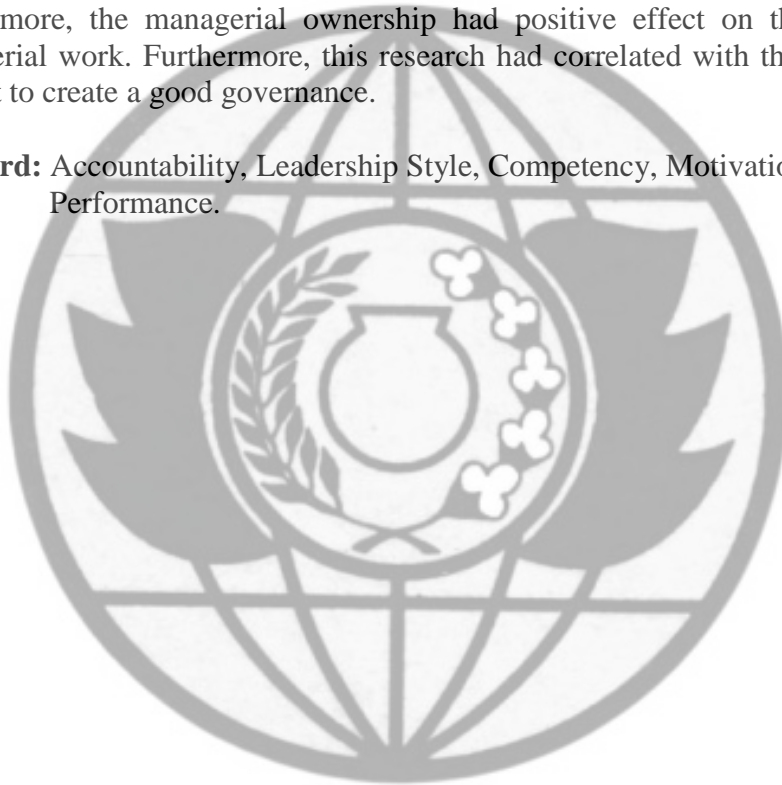 more, the managerial ownership had positive effect on th
erial work. Furthermore, this research had correlated with th
t to create a good governance.
rd: Accountability, Leadership Style, Competency, Motivatio
Performance.